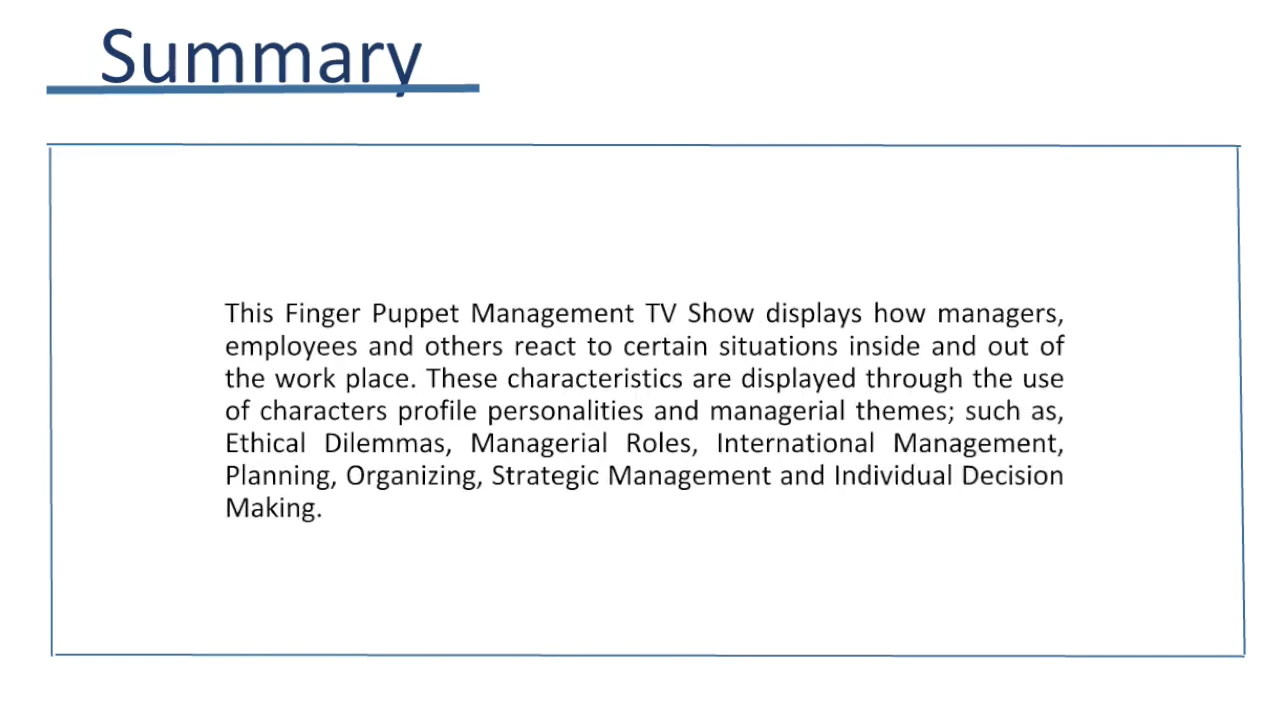 Summary
This Finger Puppet Management TV Show displays how managers,
employees and others react to certain situations inside and out of
the work place. These characteristics are displayed through the use
of characters profile personalities and managerial themes; such as,
Ethical Dilemmas, Managerial Roles, International Management,
Planning, Organizing, Strategic Management and Individual Decision
Making.